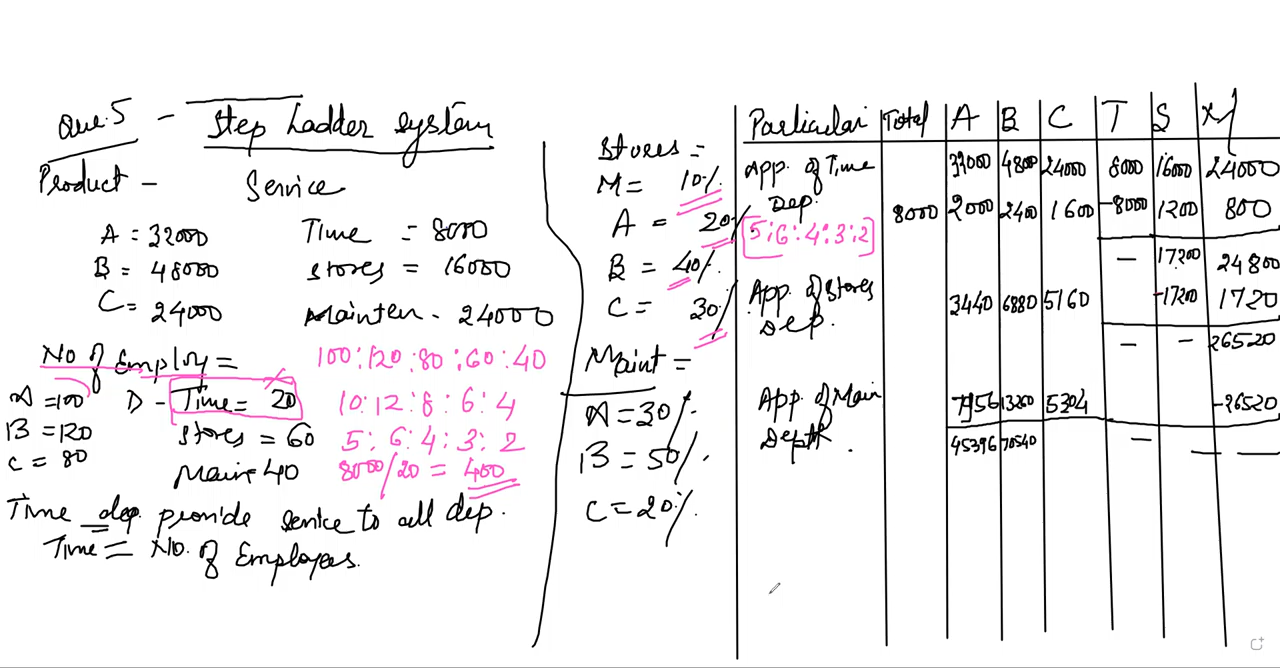 Que.5 - Step Ladder system
Product - Service
A = 32000 Time = 8000
B = 48000 Stores = 16000
C = 24000 Mainten - 24000
No of Employ = 100:120:80:60:40
A = 100 D - Time = 20 10:12:8:6:4
B = 120 Stores = 60 5:6:4:3:2
C = 80 Main - 40 8000/20 = 400
Time dep. provide service to all dep.
Time = No. of Employees.
Stores =
M = 10%
A = 20%
B = 40%
C = 30%
Maint =
A = 30%
B = 50%
C = 20%
Particular Total A B C T S
App. of Time Dep. 32000 4800 24000 8000 16000 24000
5:6:4:3:2 8000 2000 2400 1600 -8000 1200 800
- 17200 24800
App. of Stores Dep. 3440 6880 5160 -17200 1720
- - 26520
App. of Main Dept. 7956 13260 5304 -26520
45396 70540 -